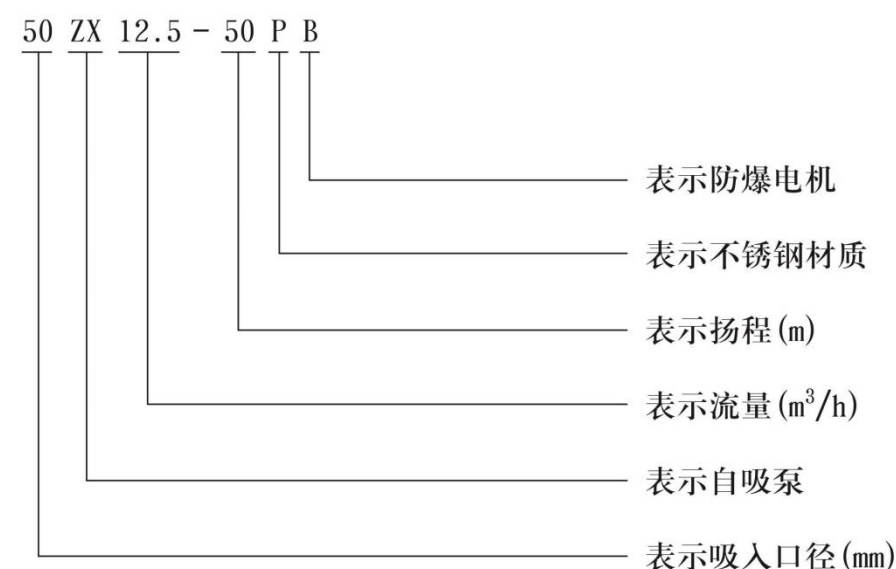 50 ZX 12.5 - 50 P B
表示防爆电机
表示不锈钢材质
表示扬程(m)
表示流量(m³/h)
表示自吸泵
表示吸入口径(mm)